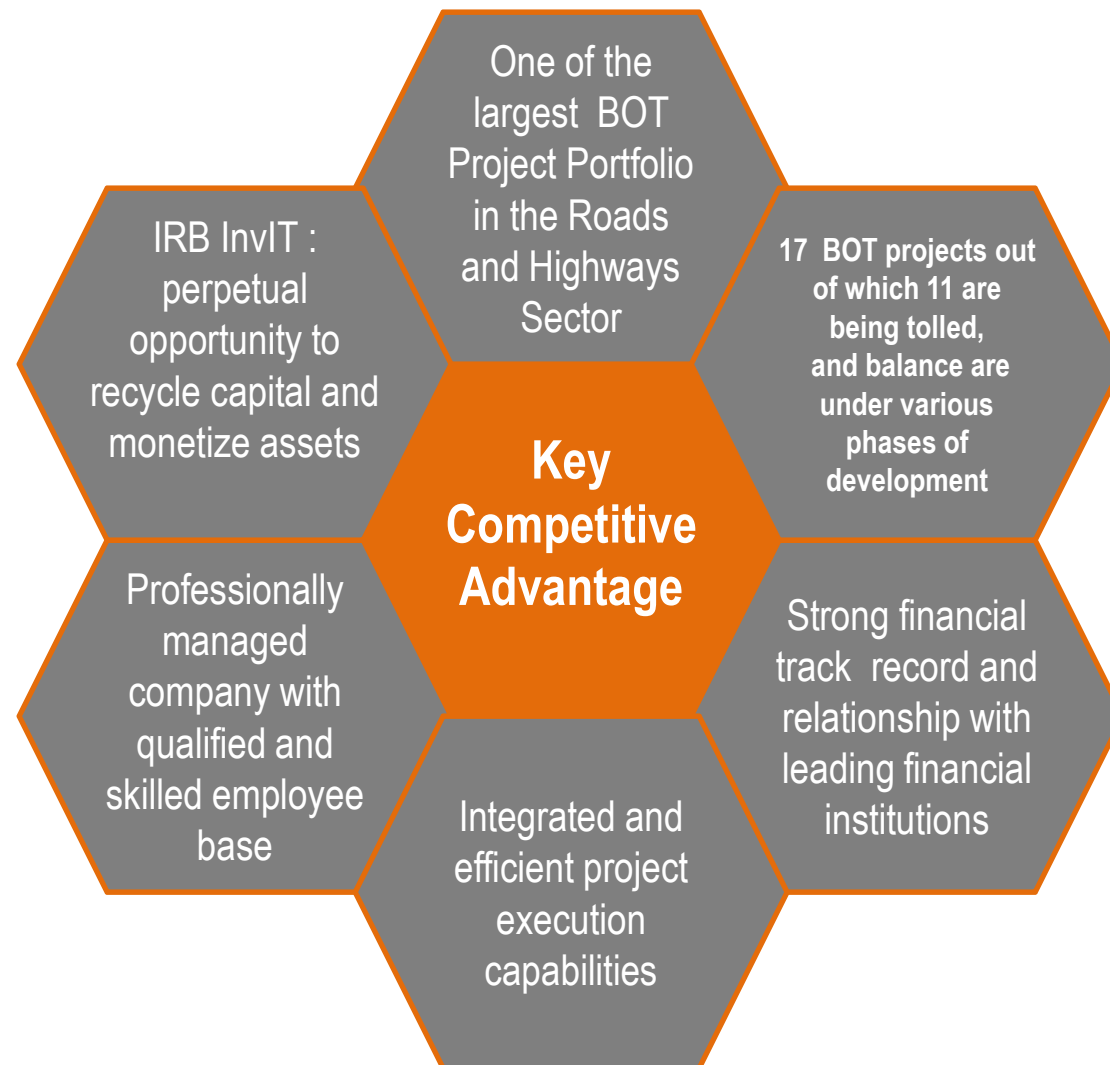 One of the
largest  BOT
Project Portfolio
in the Roads
and Highways
Sector
17  BOT projects out
of which 11 are
being tolled,
and balance are
under various
phases of
development
Strong financial
track  record and
relationship with
leading financial
institutions
Integrated and
efficient project
execution
capabilities
Professionally
managed
company with
qualified and
skilled employee
base
IRB InvIT :
perpetual
opportunity to
recycle capital and
monetize assets
Key
Competitive
Advantage